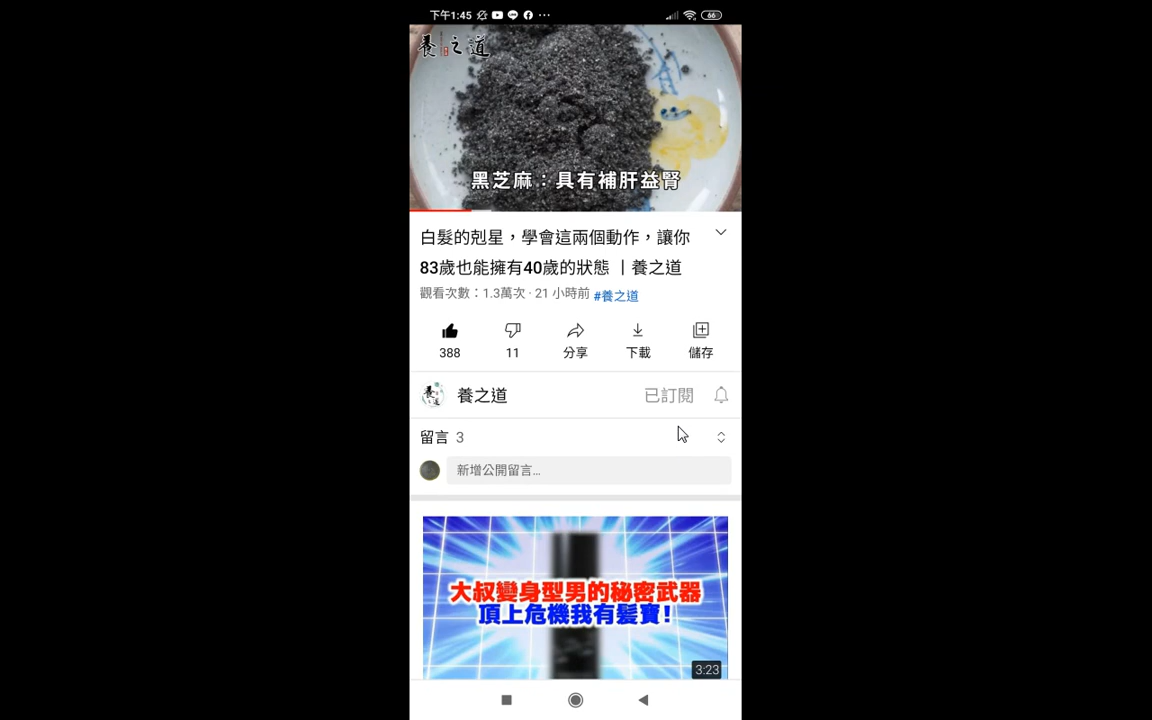 下午1:45
66
養之道
黑芝麻：具有補肝益腎
白髮的剋星，學會這兩個動作，讓你
83歲也能擁有40歲的狀態 | 養之道
觀看次數：1.3萬次 · 21 小時前 #養之道
388
11
分享
下載
儲存
養之道
養之道
已訂閱
留言 3
新增公開留言...
大叔變身型男的秘密武器
頂上危機我有髮寶!
3:23